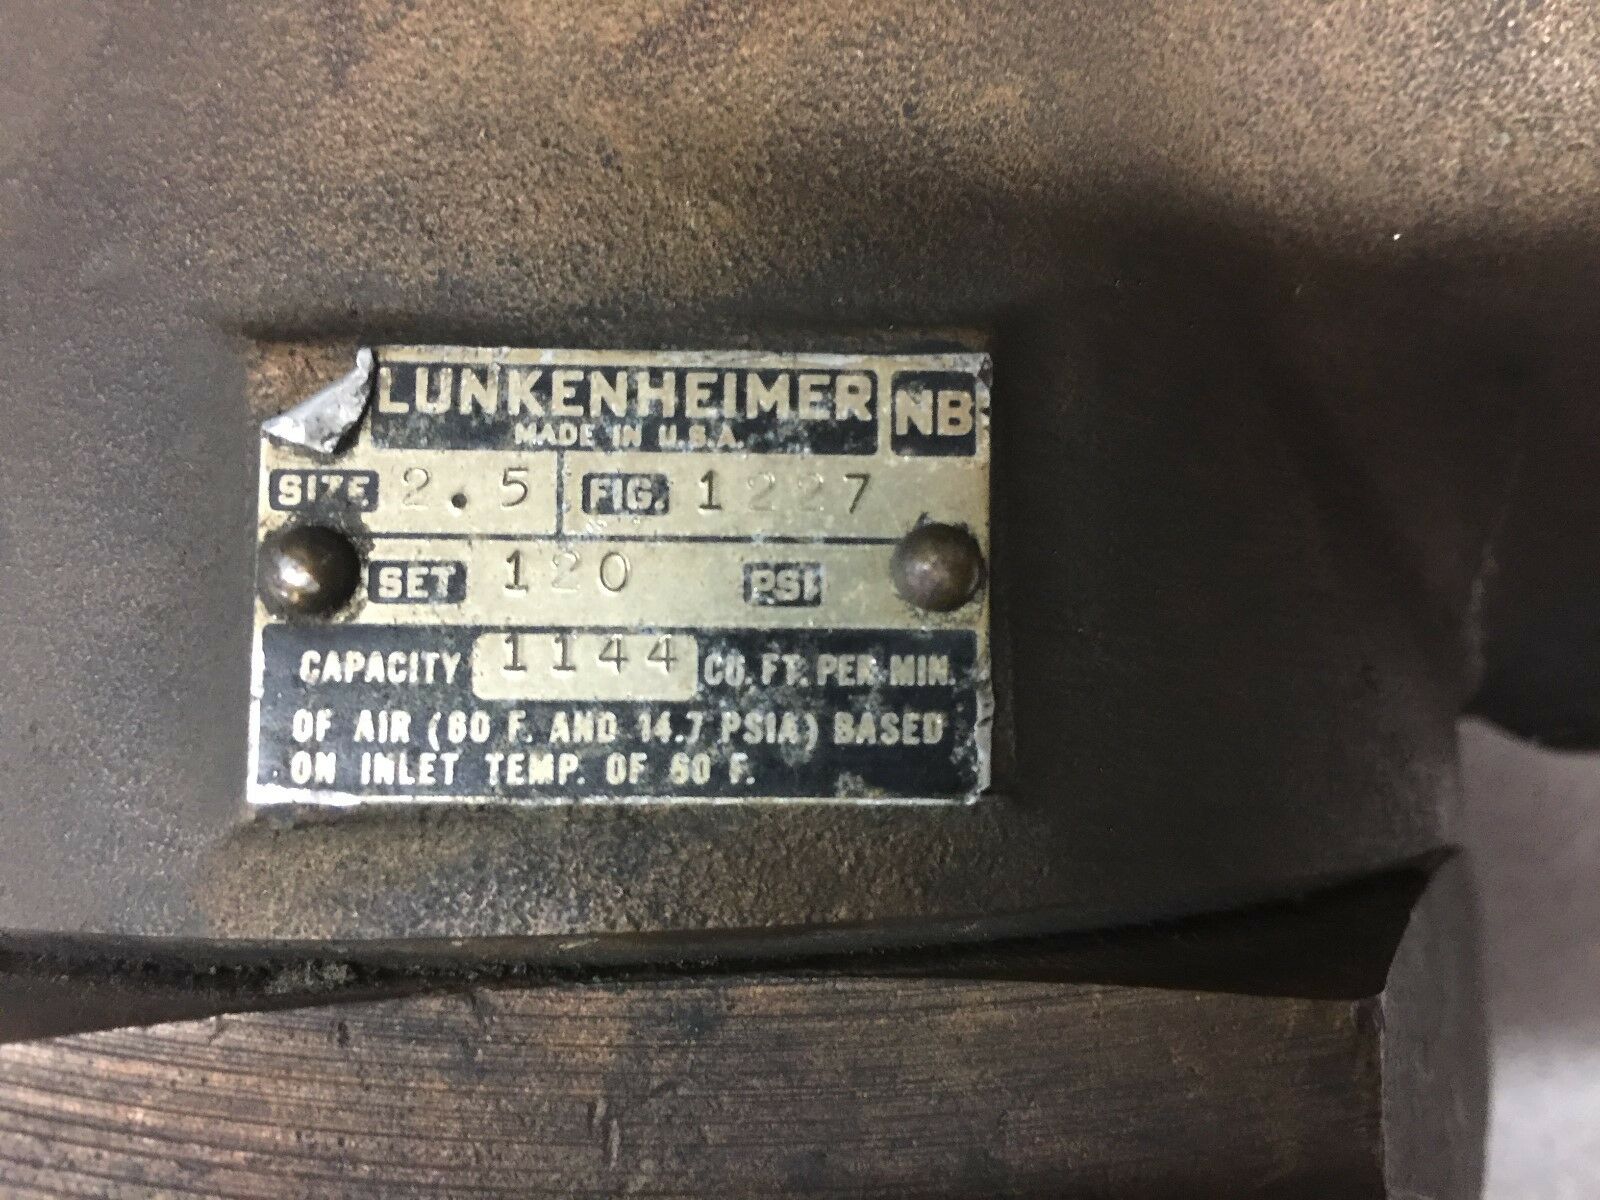 LUNKENHEIMER NB
MADE IN U.S.A.
SIZE 2.5 FIG. 1227
SET 120 PSI
CAPACITY 1144 CU. FT. PER MIN.
OF AIR (60 F. AND 14.7 PSIA) BASED
ON INLET TEMP. OF 60 F.